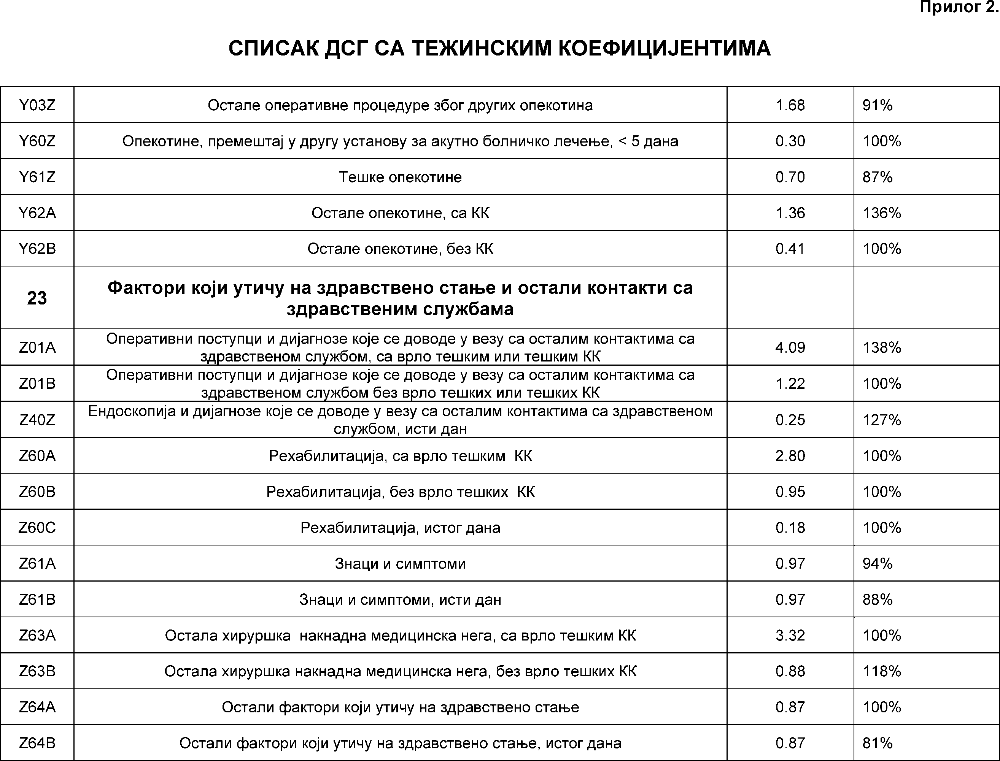 Прилог 2.
СПИСАК ДСГ СА ТЕЖИНСКИМ КОЕФИЦИЈЕНТИМА
Y03Z Остале оперативне процедуре због других опекотина 1.68 91%
Y60Z Опекотине, премештај у другу установу за акутно болничко лечење, < 5 дана 0.30 100%
Y61Z Тешке опекотине 0.70 87%
Y62A Остале опекотине, са КК 1.36 136%
Y62B Остале опекотине, без КК 0.41 100%
23 Фактори који утичу на здравствено стање и остали контакти са
здравственим службама
Z01A Оперативни поступци и дијагнозе које се доводе у везу са осталим контактима са
здравственом службом, са врло тешким или тешким КК 4.09 138%
Z01B Оперативни поступци и дијагнозе које се доводе у везу са осталим контактима са
здравственом службом без врло тешких или тешких КК 1.22 100%
Z40Z Ендоскопија и дијагнозе које се доводе у везу са осталим контактима са здравственом
службом, исти дан 0.25 127%
Z60A Рехабилитација, са врло тешким  КК 2.80 100%
Z60B Рехабилитација, без врло тешких  КК 0.95 100%
Z60C Рехабилитација, истог дана 0.18 100%
Z61A Знаци и симптоми 0.97 94%
Z61B Знаци и симптоми, исти дан 0.97 88%
Z63A Остала хируршка  накнадна медицинска нега, са врло тешким КК 3.32 100%
Z63B Остала хируршка накнадна медицинска нега, без врло тешких КК 0.88 118%
Z64A Остали фактори који утичу на здравствено стање 0.87 100%
Z64B Остали фактори који утичу на здравствено стање, истог дана 0.87 81%